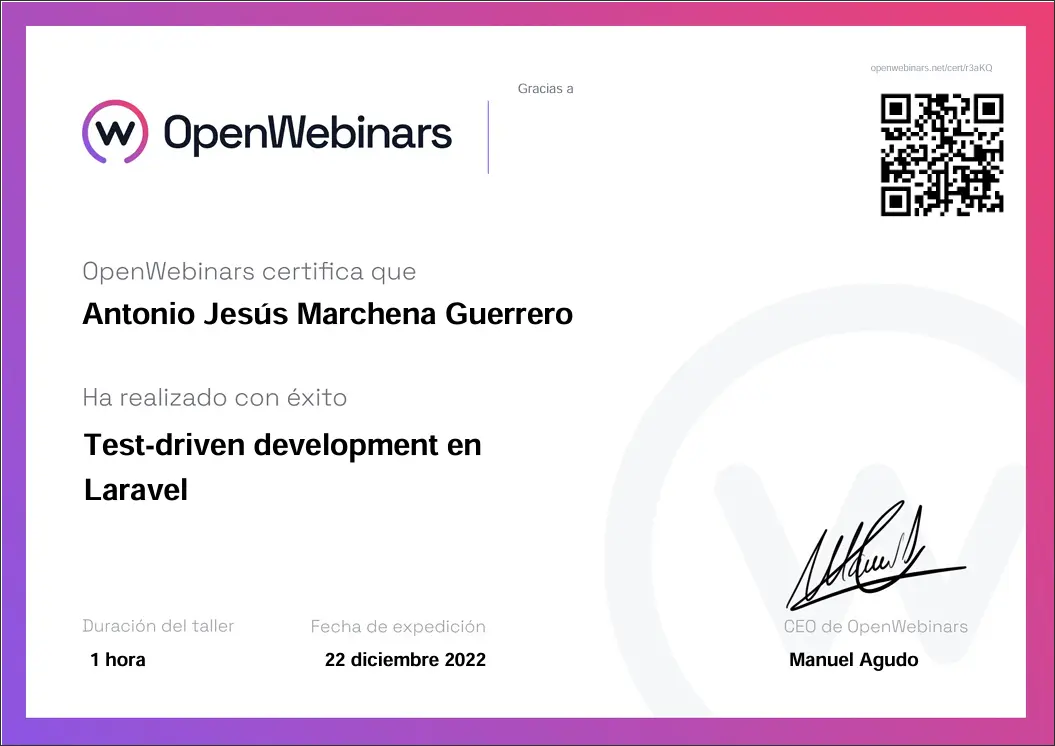 openwebinars.net/cert/r3aKQ
Gracias a
OpenWebinars
OpenWebinars certifica que
Antonio Jesús Marchena Guerrero
Ha realizado con éxito
Test-driven development en
Laravel
Duración del taller
1 hora
Fecha de expedición
22 diciembre 2022
CEO de OpenWebinars
Manuel Agudo